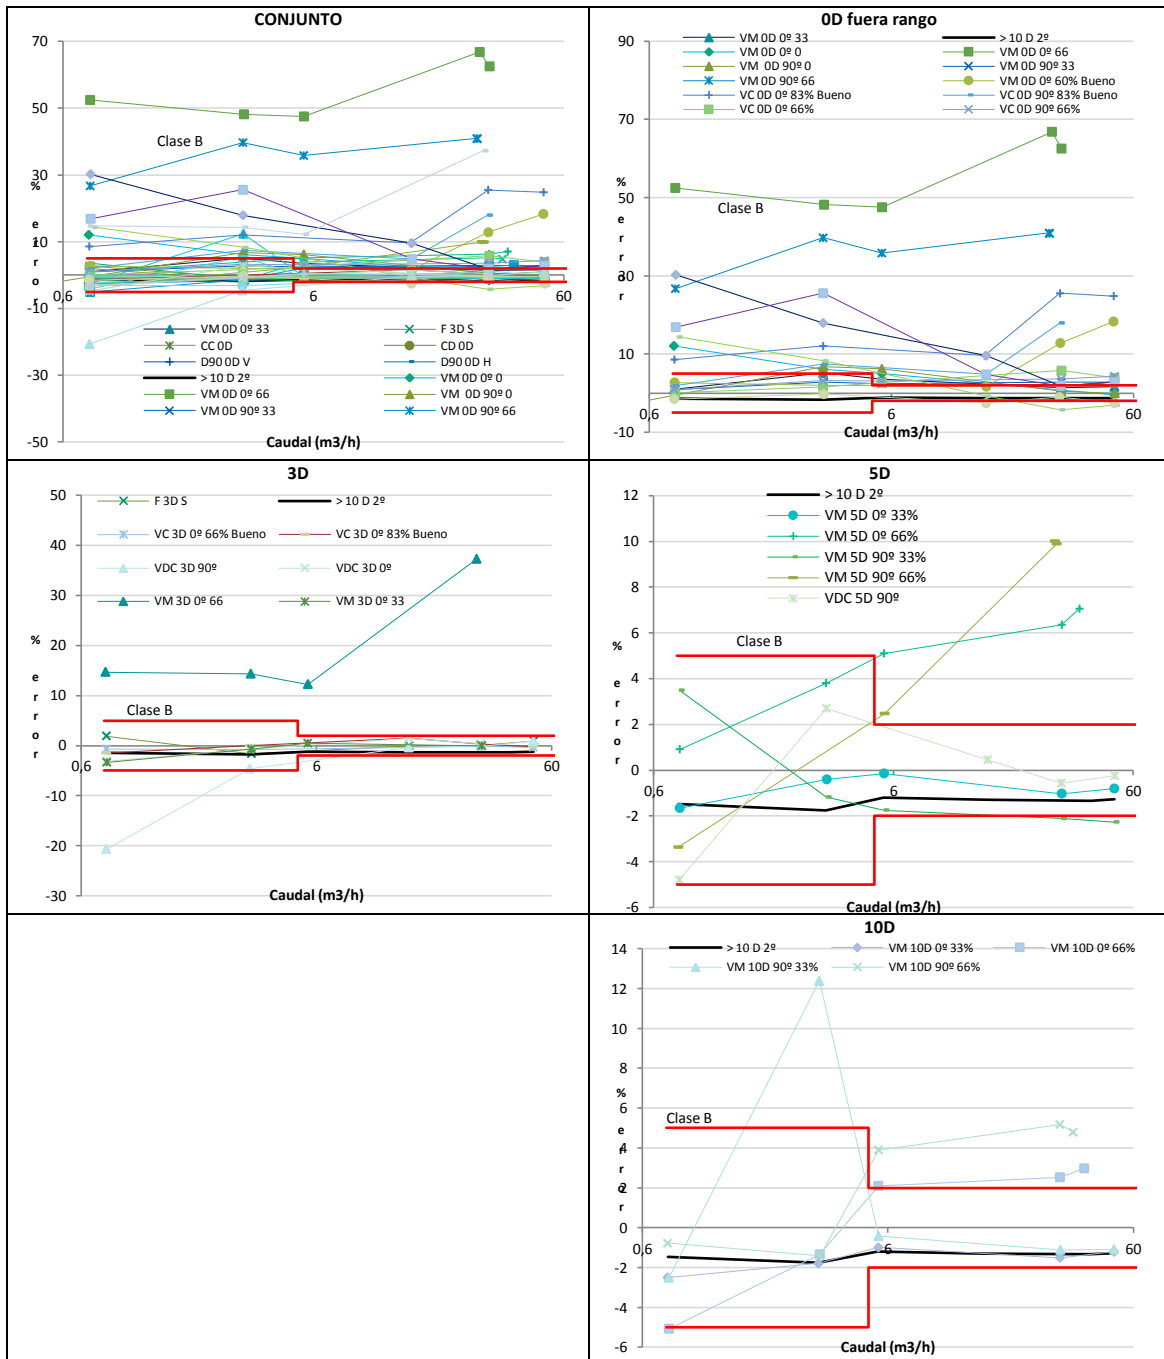 CONJUNTO
70
50
30
10
-10
-30
-50
% error
Clase B
0,6
6
60
VM 0D 0º 33
F 3D S
CC 0D
CD 0D
D90 0D V
D90 0D H
> 10 D 2º
VM 0D 0º 0
VM 0D 0º 66
VM 0D 90º 0
VM 0D 90º 33
VM 0D 90º 66
Caudal (m3/h)
0D fuera rango
90
70
50
30
10
-10
VM 0D 0º 33
> 10 D 2º
VM 0D 0º 0
VM 0D 0º 66
VM 0D 90º 0
VM 0D 90º 33
VM 0D 90º 66
VM 0D 0º 60% Bueno
VC 0D 0º 83% Bueno
VC 0D 90º 83% Bueno
VC 0D 0º 66%
VC 0D 90º 66%
% error
Clase B
0,6
6
60
Caudal (m3/h)
3D
50
40
30
20
10
0
-10
-20
-30
F 3D S
> 10 D 2º
VC 3D 0º 66% Bueno
VC 3D 0º 83% Bueno
VDC 3D 90º
VDC 3D 0º
VM 3D 0º 66
VM 3D 0º 33
% error
Clase B
0,6
6
60
Caudal (m3/h)
5D
12
10
8
6
4
2
0
-2
-4
-6
> 10 D 2º
VM 5D 0º 33%
VM 5D 0º 66%
VM 5D 90º 33%
VM 5D 90º 66%
VDC 5D 90º
% error
Clase B
0,6
6
60
Caudal (m3/h)
10D
14
12
10
8
6
4
2
0
-2
-4
-6
> 10 D 2º
VM 10D 0º 33%
VM 10D 0º 66%
VM 10D 90º 33%
VM 10D 90º 66%
% error
Clase B
0,6
6
60
Caudal (m3/h)